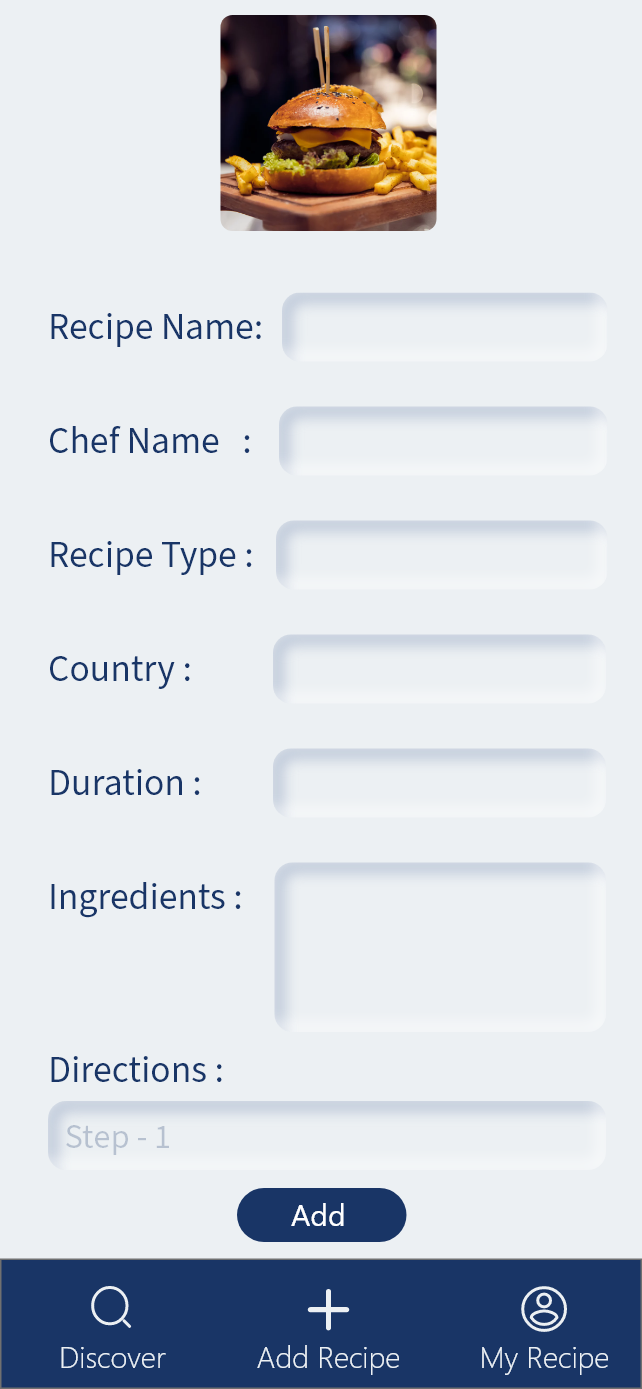 Recipe Name:
Chef Name :
Recipe Type :
Country :
Duration :
Ingredients :
Directions :
Step - 1
Add
Discover
Add Recipe
My Recipe